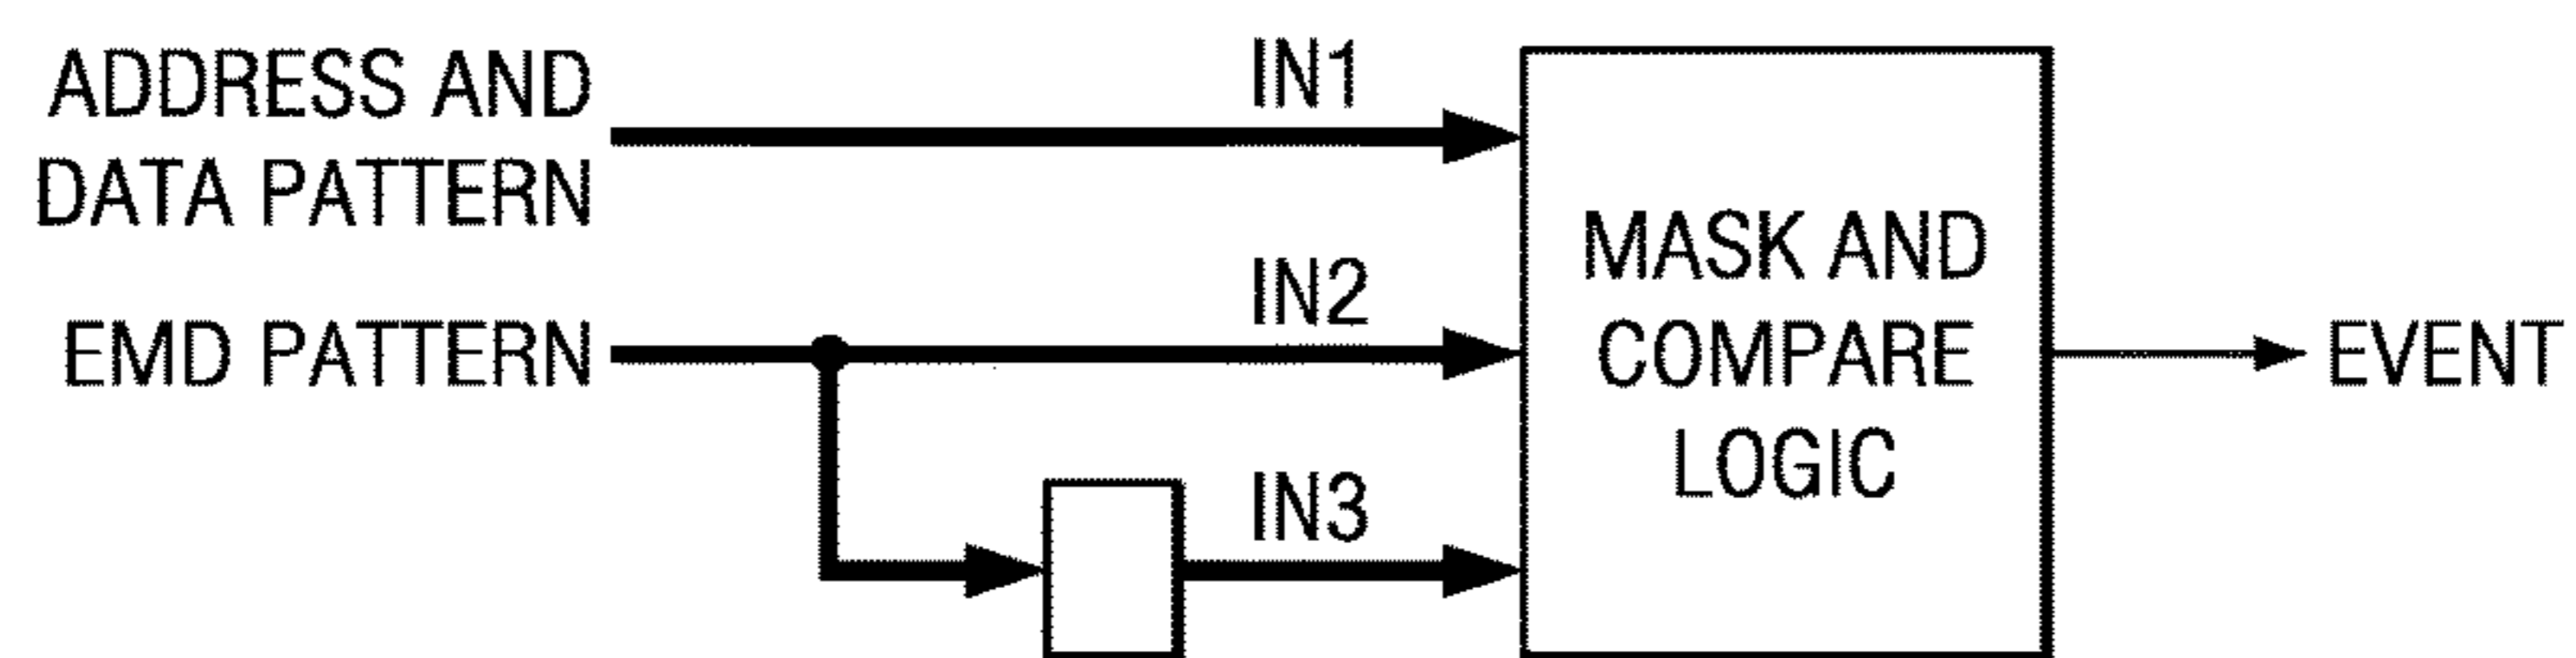 ADDRESS AND
DATA PATTERN
IN1
EMD PATTERN
IN2
IN3
MASK AND
COMPARE
LOGIC
EVENT